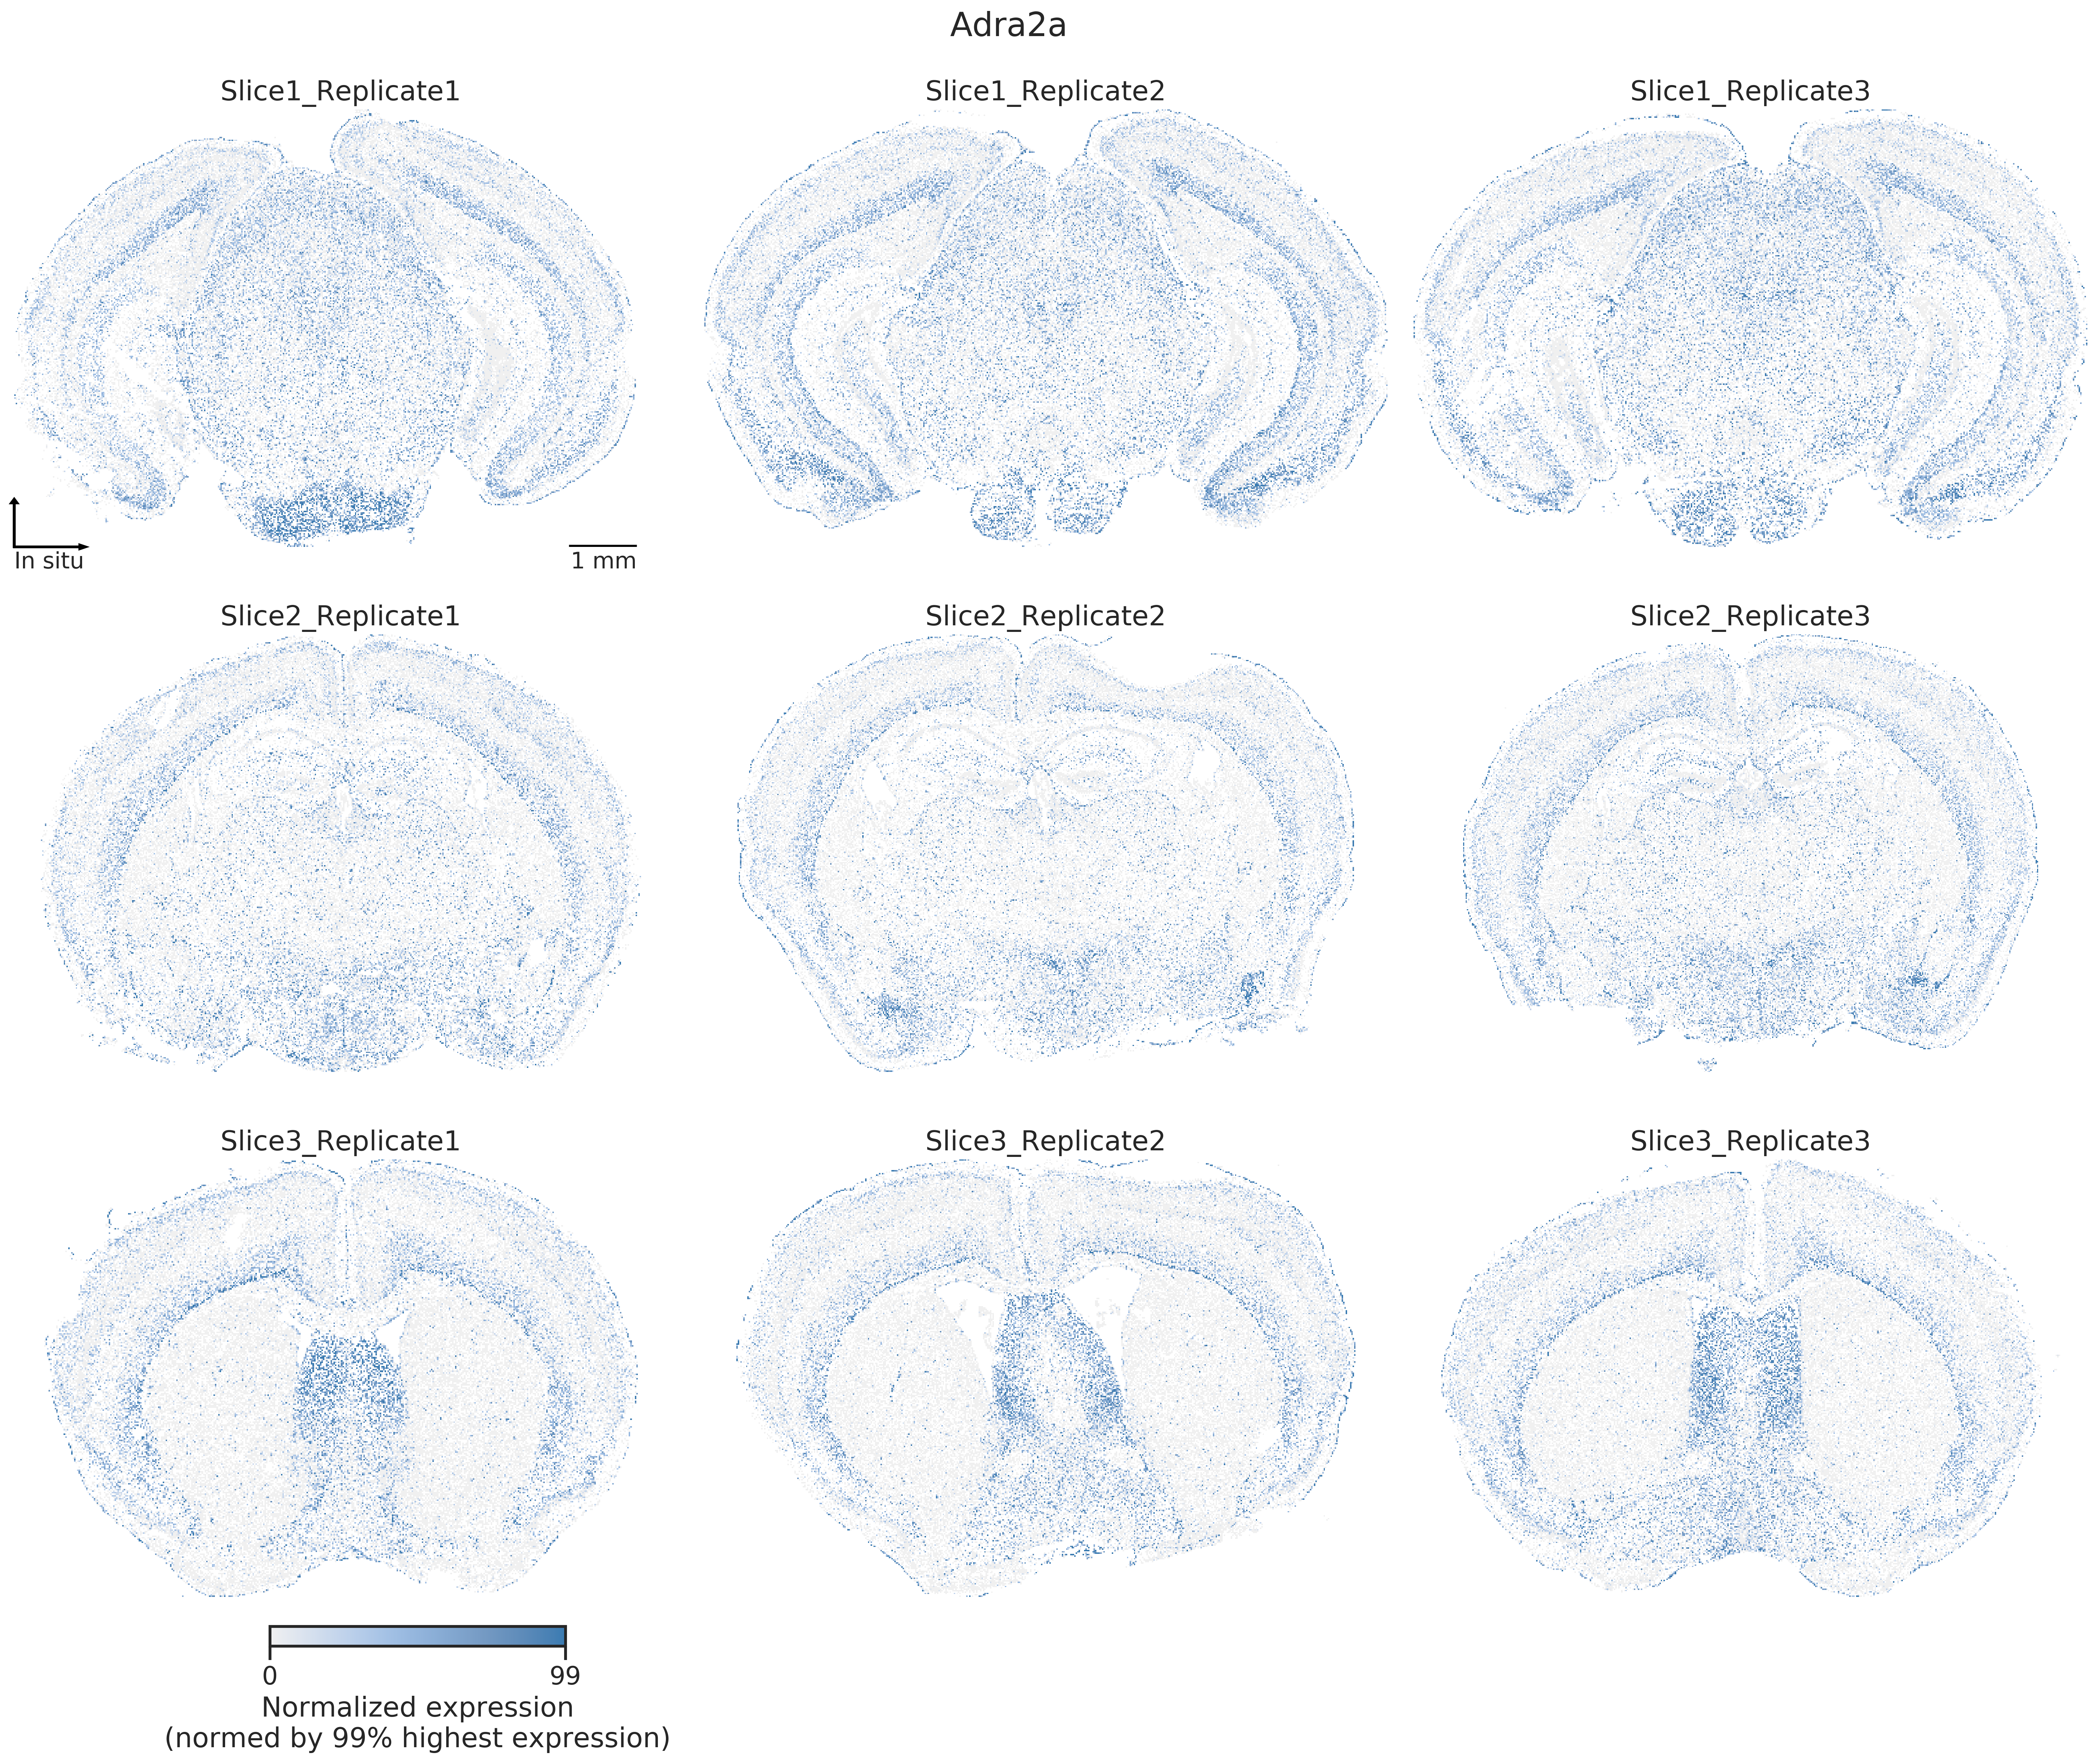 Adra2a
Slice1_Replicate1
Slice1_Replicate2
Slice1_Replicate3
In situ
1 mm
Slice2_Replicate1
Slice2_Replicate2
Slice2_Replicate3
Slice3_Replicate1
Slice3_Replicate2
Slice3_Replicate3
0
99
Normalized expression
(normed by 99% highest expression)